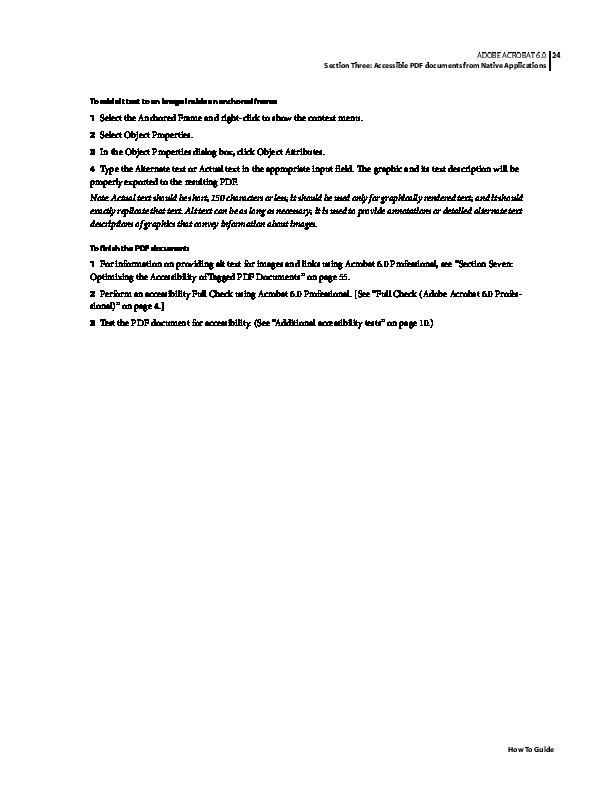 ADOBE ACROBAT 6.0 24
Section Three: Accessible PDF documents from Native Applications
To add alt text to an image inside an anchored frame
1 Select the Anchored Frame and right-click to show the context menu.
2 Select Object Properties.
3 In the Object Properties dialog box, click Object Attributes.
4 Type the Alternate text or Actual text in the appropriate input field. The graphic and its text description will be
properly exported to the resulting PDF.
Note: Actual text should be short, 250 characters or less; it should be used only for graphically rendered text; and it should
exactly replicate that text. Alt text can be as long as necessary; it is used to provide annotations or detailed alternate text
descriptions of graphics that convey information about images.
To finish the PDF document:
1 For information on providing alt text for images and links using Acrobat 6.0 Professional, see "Section Seven:
Optimizing the Accessibility of Tagged PDF Documents" on page 55.
2 Perform an accessibility Full Check using Acrobat 6.0 Professional. [See "Full Check (Adobe Acrobat 6.0 Profes-
sional)" on page 4.]
3 Test the PDF document for accessibility. (See "Additional accessibility tests" on page 10.)
How To Guide